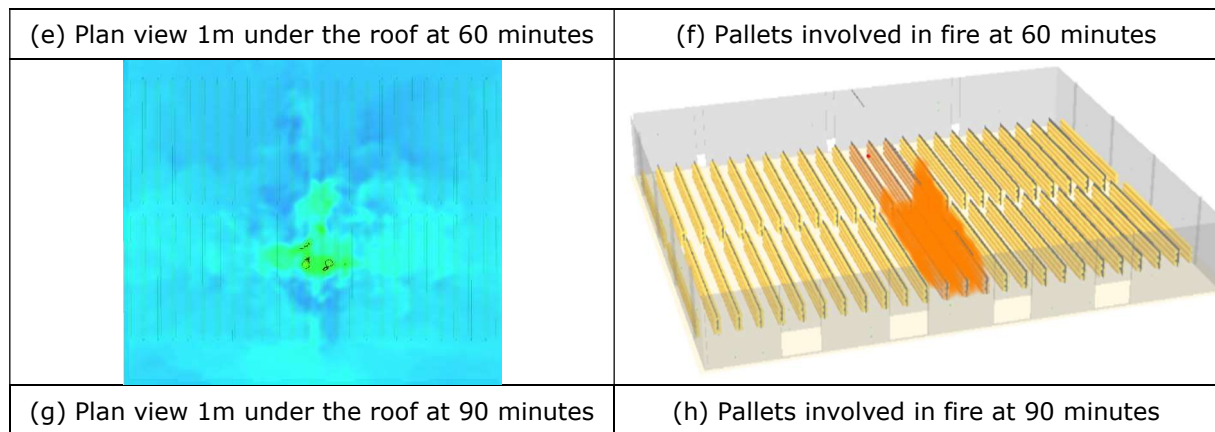 (e) Plan view 1m under the roof at 60 minutes
(f) Pallets involved in fire at 60 minutes
(g) Plan view 1m under the roof at 90 minutes
(h) Pallets involved in fire at 90 minutes